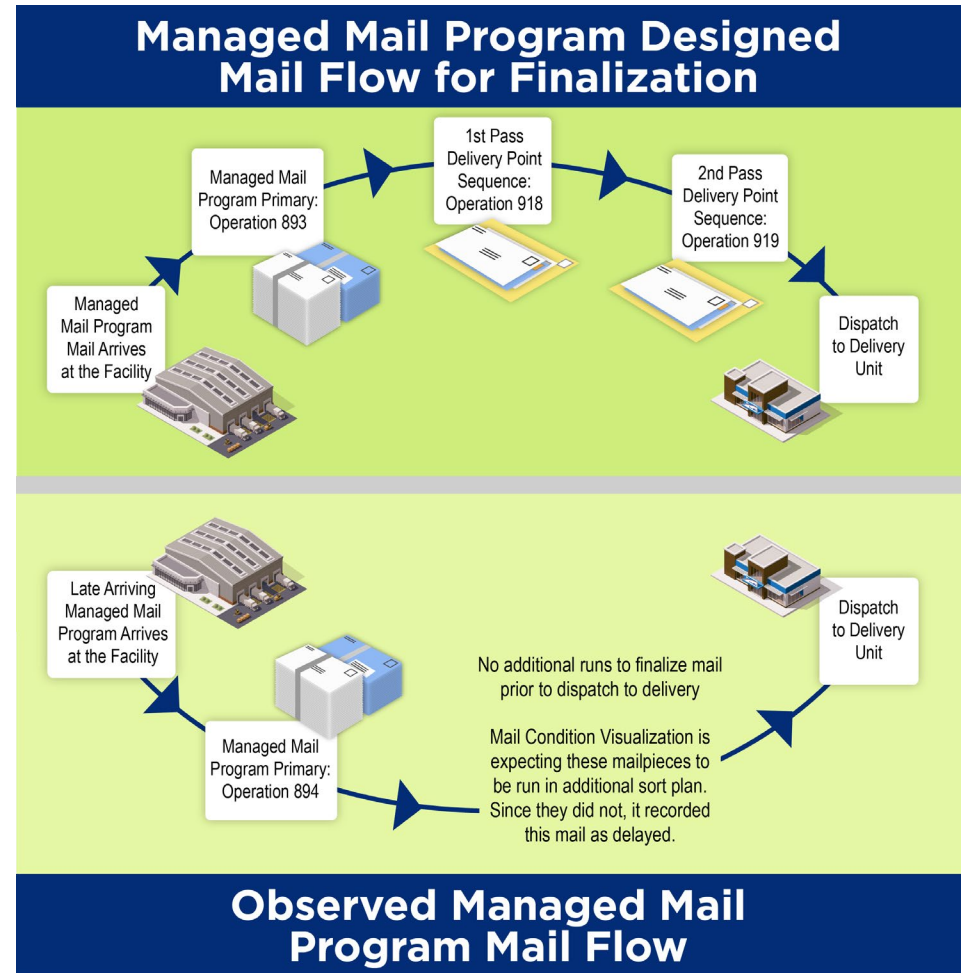 Managed Mail Program Designed
Mail Flow for Finalization
Managed
Mail Program
Mail Arrives
at the Facility
Managed Mail
Program Primary:
Operation 893
1st Pass
Delivery Point
Sequence:
Operation 918
2nd Pass
Delivery Point
Sequence:
Operation 919
Dispatch
to Delivery
Unit
Late Arriving
Managed Mail
Program Arrives
at the Facility
Managed Mail
Program Primary:
Operation 894
No additional runs to finalize mail
prior to dispatch to delivery
Mail Condition Visualization is
expecting these mailpieces to
be run in additional sort plan.
Since they did not, it recorded
this mail as delayed.
Dispatch
to Delivery
Unit
Observed Managed Mail
Program Mail Flow